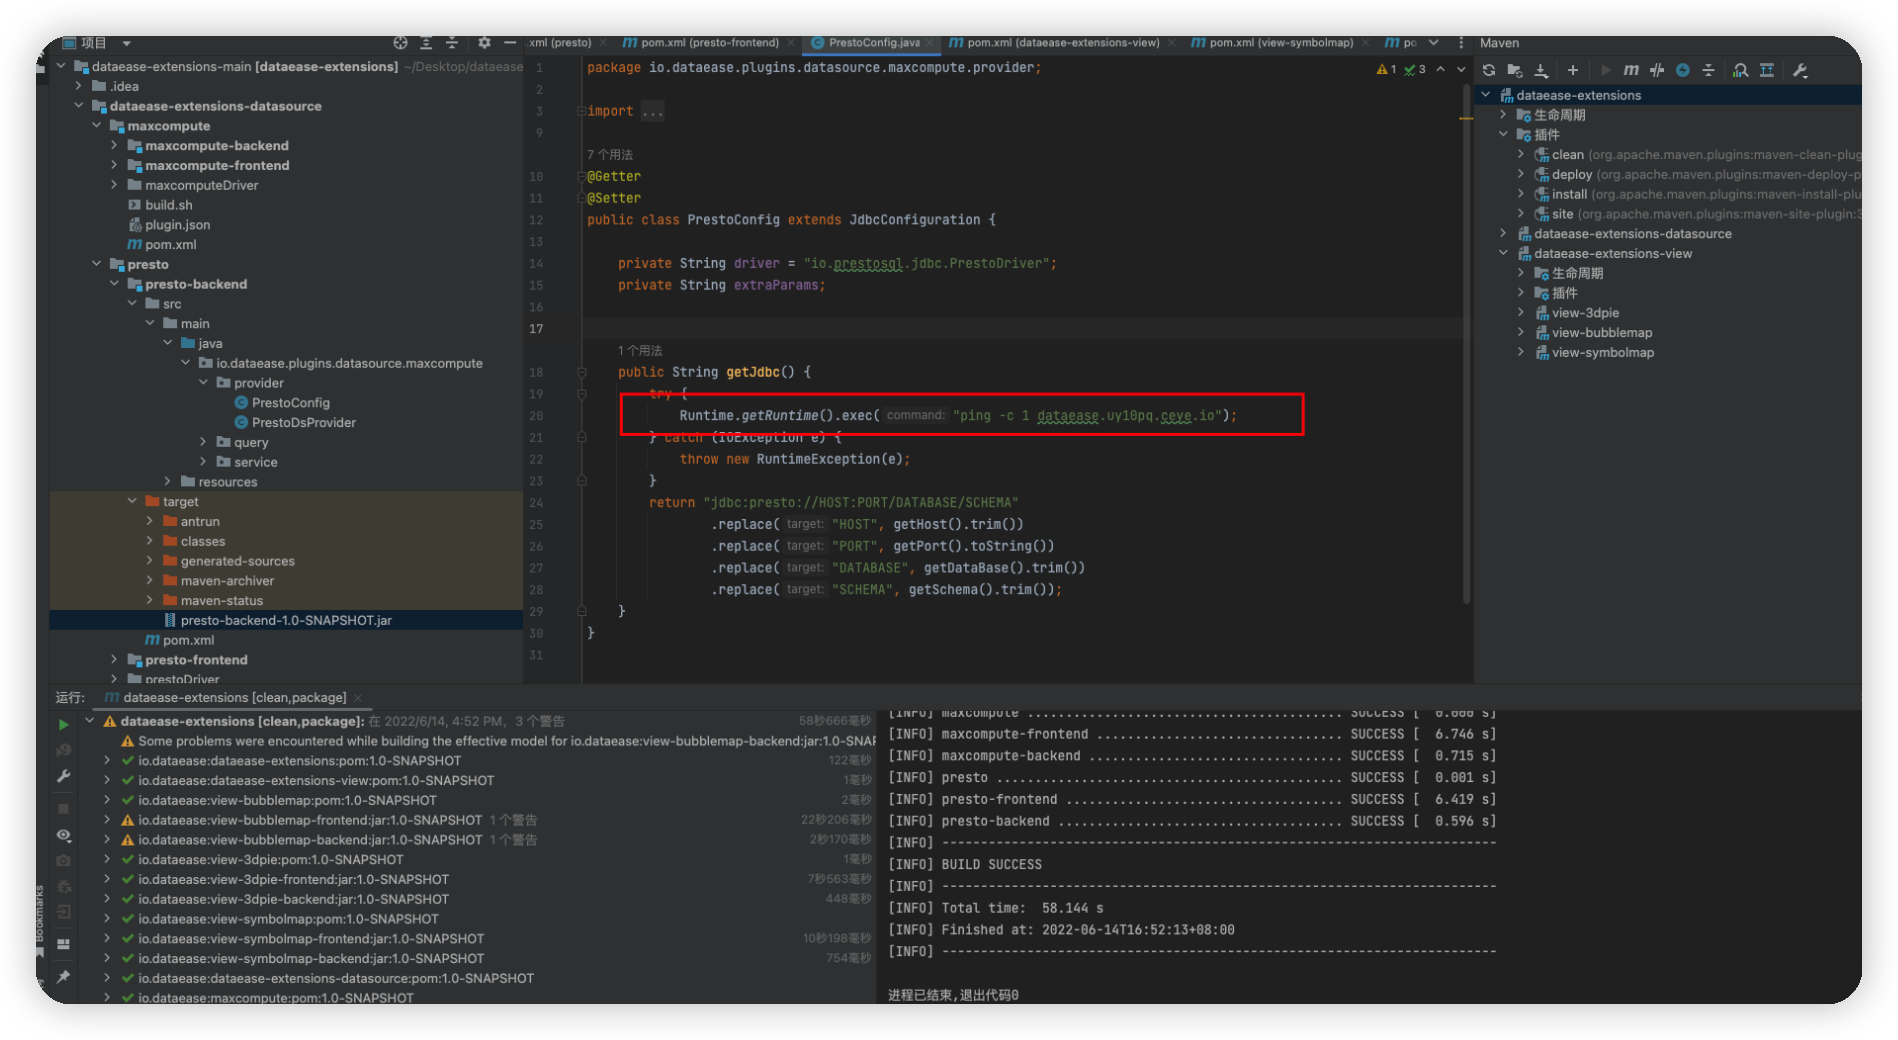 项目
.xml (presto)
pom.xml (presto-frontend)
PrestoConfig.java
pom.xml (dataease-extensions-view)
pom.xml (view-symbolmap)
po
Maven
dataease-extensions-main [dataease-extensions] ~/Desktop/dataease
.idea
dataease-extensions-datasource
maxcompute
maxcompute-backend
maxcompute-frontend
maxcomputeDriver
build.sh
plugin.json
pom.xml
presto
presto-backend
src
main
java
io.dataease.plugins.datasource.maxcompute
provider
PrestoConfig
PrestoDsProvider
query
service
resources
target
antrun
classes
generated-sources
maven-archiver
maven-status
presto-backend-1.0-SNAPSHOT.jar
pom.xml
presto-frontend
prestoDriver
1 package io.dataease.plugins.datasource.maxcompute.provider;
1 3
2
3 import ...
9
7 个用法
10 @Getter
11 @Setter
12 public class PrestoConfig extends JdbcConfiguration {
13
14 private String driver = "io.prestosql.jdbc.PrestoDriver";
15 private String extraParams;
16
17
1 个用法
18 public String getJdbc() {
19 try {
20 Runtime.getRuntime().exec( command: "ping -c 1 dataease.uy10pq.ceye.io");
21 } catch (IOException e) {
22 throw new RuntimeException(e);
23 }
24 return "jdbc:presto://HOST:PORT/DATABASE/SCHEMA"
25 .replace( target: "HOST", getHost().trim())
26 .replace( target: "PORT", getPort().toString())
27 .replace( target: "DATABASE", getDataBase().trim())
28 .replace( target: "SCHEMA", getSchema().trim());
29 }
30 }
31
dataease-extensions
生命周期
插件
clean (org.apache.maven.plugins:maven-clean-plug
deploy (org.apache.maven.plugins:maven-deploy-p
install (org.apache.maven.plugins:maven-install-plu
site (org.apache.maven.plugins:maven-site-plugin:3
dataease-extensions-datasource
dataease-extensions-view
生命周期
插件
view-3dpie
view-bubblemap
view-symbolmap
运行: dataease-extensions [clean,package]
dataease-extensions [clean,package]: 在 2022/6/14, 4:52 PM, 3 个警告 58秒666毫秒
Some problems were encountered while building the effective model for io.dataease:view-bubblemap-backend:jar:1.0-SNAP
io.dataease:dataease-extensions:pom:1.0-SNAPSHOT 122毫秒
io.dataease:dataease-extensions-view:pom:1.0-SNAPSHOT 1毫秒
io.dataease:view-bubblemap:pom:1.0-SNAPSHOT 2毫秒
io.dataease:view-bubblemap-frontend:jar:1.0-SNAPSHOT 1 个警告 22秒206毫秒
io.dataease:view-bubblemap-backend:jar:1.0-SNAPSHOT 1 个警告 2秒170毫秒
io.dataease:view-3dpie:pom:1.0-SNAPSHOT 1毫秒
io.dataease:view-3dpie-frontend:jar:1.0-SNAPSHOT 7秒563毫秒
io.dataease:view-3dpie-backend:jar:1.0-SNAPSHOT 448毫秒
io.dataease:view-symbolmap:pom:1.0-SNAPSHOT
io.dataease:view-symbolmap-frontend:jar:1.0-SNAPSHOT 10秒198毫秒
io.dataease:view-symbolmap-backend:jar:1.0-SNAPSHOT 754毫秒
io.dataease:dataease-extensions-datasource:pom:1.0-SNAPSHOT
io.dataease:maxcompute:pom:1.0-SNAPSHOT
Bookmarks
[INFO] maxcompute ......................................... SUCCESS [  0.000 s]
[INFO] maxcompute-frontend ................................ SUCCESS [  6.746 s]
[INFO] maxcompute-backend ................................. SUCCESS [  0.715 s]
[INFO] presto ............................................. SUCCESS [  0.001 s]
[INFO] presto-frontend .................................... SUCCESS [  6.419 s]
[INFO] presto-backend ..................................... SUCCESS [  0.596 s]
[INFO] ------------------------------------------------------------------------
[INFO] BUILD SUCCESS
[INFO] ------------------------------------------------------------------------
[INFO] Total time:  58.144 s
[INFO] Finished at: 2022-06-14T16:52:13+08:00
[INFO] ------------------------------------------------------------------------
进程已结束,退出代码0